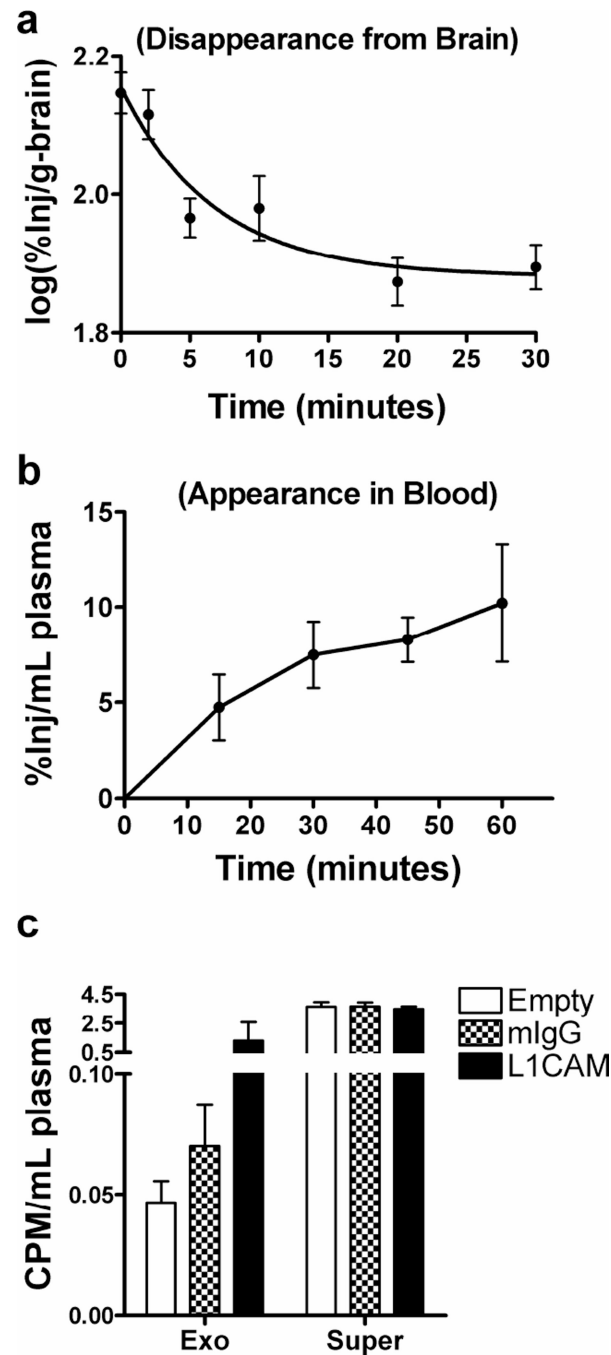 a
(Disappearance from Brain)
log(%Inj/g-brain)
2.2
2.0
1.8
0 5 10 15 20 25 30
Time (minutes)
b
(Appearance in Blood)
%Inj/mL plasma
15
10
5
0
0 10 20 30 40 50 60
Time (minutes)
c
CPM/mL plasma
4.5
2.5
0.5
0.10
0.05
0.00
Exo Super
Empty
mIgG
L1CAM